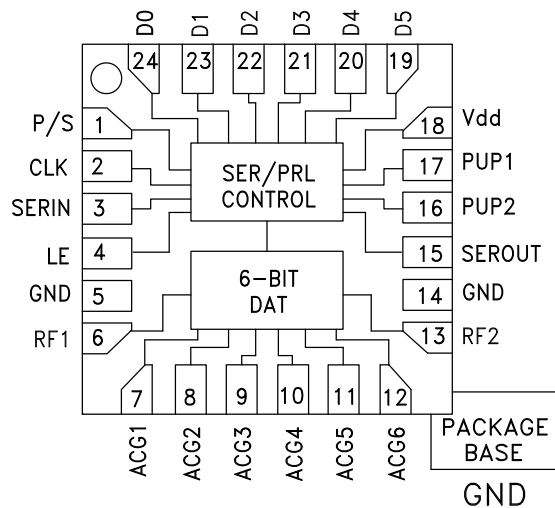 D0 D1 D2 D3 D4 D5
24 23 22 21 20 19
P/S 1
CLK 2
SERIN 3
LE 4
GND 5
RF1 6
SER/PRL
CONTROL
6-BIT
DAT
18 Vdd
17 PUP1
16 PUP2
15 SEROUT
14 GND
13 RF2
7 8 9 10 11 12
ACG1 ACG2 ACG3 ACG4 ACG5 ACG6
PACKAGE
BASE
GND